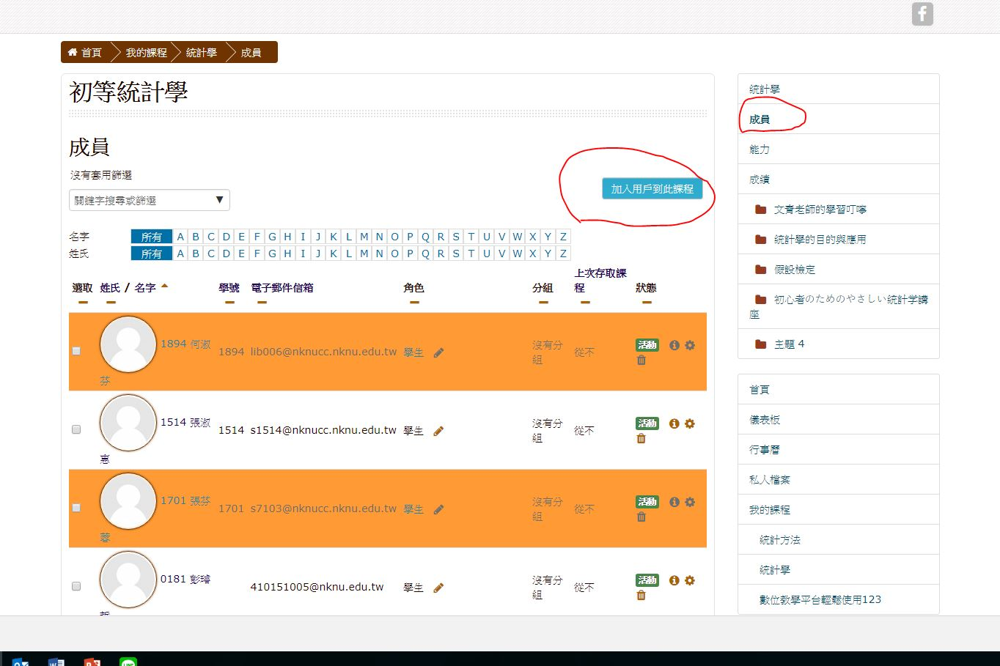 首頁 我的課程 統計學 成員
初等統計學
成員
沒有套用篩選
關鍵字搜尋或篩選 ▼
加入用戶到此課程
名字 所有 A B C D E F G H I J K L M N O P Q R S T U V W X Y Z
姓氏 所有 A B C D E F G H I J K L M N O P Q R S T U V W X Y Z
選取 姓氏 / 名字 學號 電子郵件信箱 角色 分組 上次存取課程 狀態
1894 何淑芬 1894 lib006@nknucc.nknu.edu.tw 學生 沒有分組 從不 活動
1514 張淑惠 1514 s1514@nknucc.nknu.edu.tw 學生 沒有分組 從不 活動
1701 張芬蓉 1701 s7103@nknucc.nknu.edu.tw 學生 沒有分組 從不 活動
0181 彭璿 410151005@nknu.edu.tw 學生 沒有分組 從不 活動
統計學
成員
能力
成績
文青老師的學習叮嚀
統計學的目的與應用
假設檢定
初心者のためのやさしい統計学講
座
主題 4
首頁
儀表板
行事曆
私人檔案
我的課程
統計方法
統計學
數位教學平台輕鬆使用123